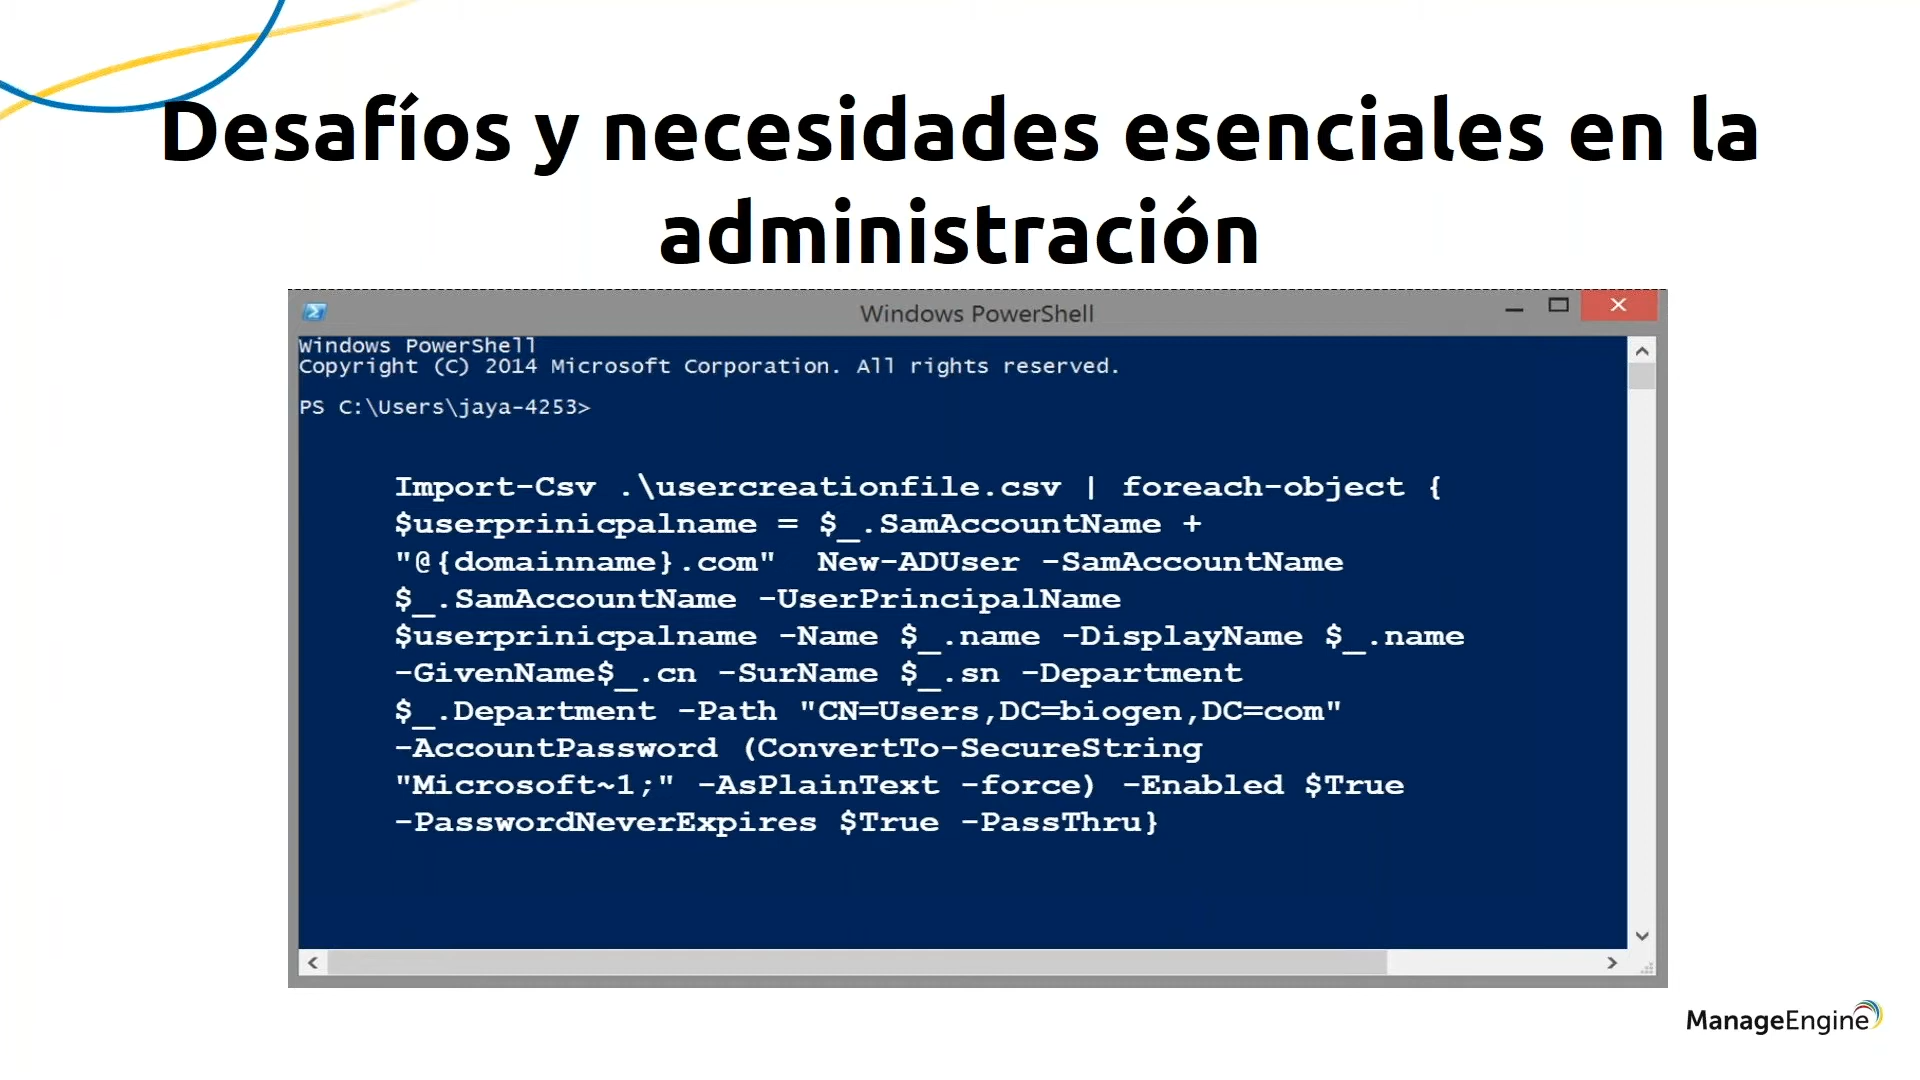 Desafíos y necesidades esenciales en la
administración
Windows PowerShell
Windows PowerShell
Copyright (C) 2014 Microsoft Corporation. All rights reserved.
PS C:\Users\jaya-4253>
Import-Csv .\usercreationfile.csv | foreach-object {
$userprinicpalname = $_.SamAccountName +
"@{domainname}.com"  New-ADUser -SamAccountName
$_.SamAccountName -UserPrincipalName
$userprinicpalname -Name $_.name -DisplayName $_.name
-GivenName$_.cn -SurName $_.sn -Department
$_.Department -Path "CN=Users,DC=biogen,DC=com"
-AccountPassword (ConvertTo-SecureString
"Microsoft~1;" -AsPlainText -force) -Enabled $True
-PasswordNeverExpires $True -PassThru}
ManageEngine